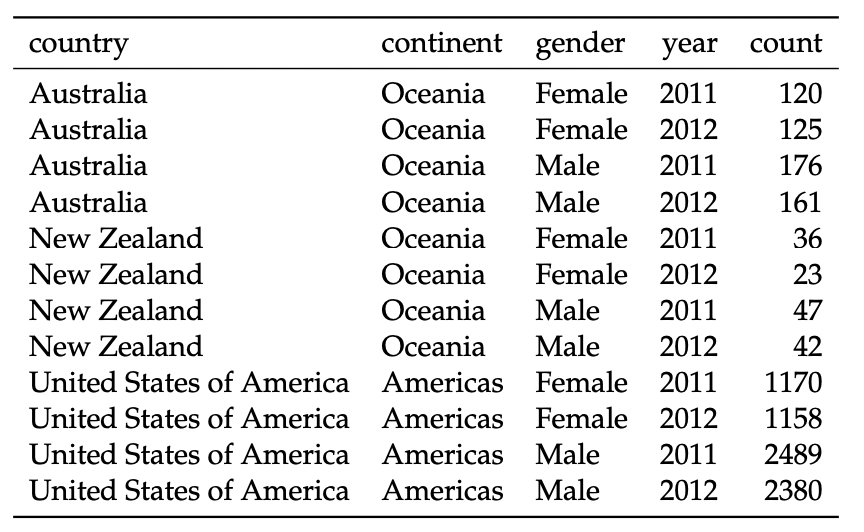 country continent gender year count
Australia Oceania Female 2011 120
Australia Oceania Female 2012 125
Australia Oceania Male 2011 176
Australia Oceania Male 2012 161
New Zealand Oceania Female 2011 36
New Zealand Oceania Female 2012 23
New Zealand Oceania Male 2011 47
New Zealand Oceania Male 2012 42
United States of America Americas Female 2011 1170
United States of America Americas Female 2012 1158
United States of America Americas Male 2011 2489
United States of America Americas Male 2012 2380